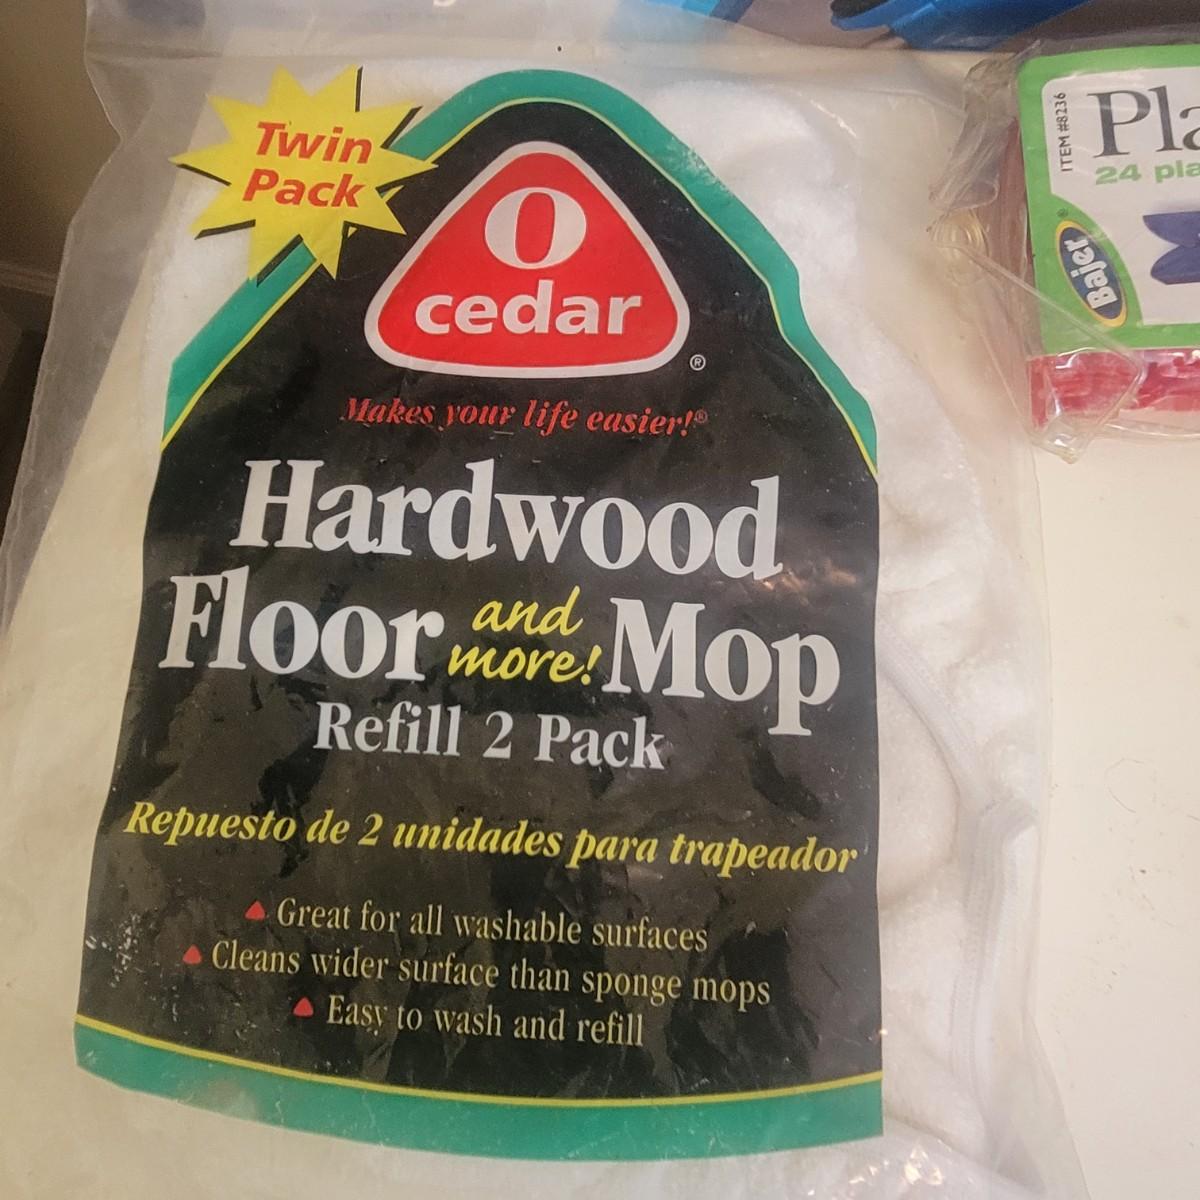 Twin
Pack
O
cedar
®
Makes your life easier!®
Hardwood
Floor and more! Mop
Refill 2 Pack
Repuesto de 2 unidades para trapeador
Great for all washable surfaces
Cleans wider surface than sponge mops
Easy to wash and refill
ITEM #8236
Pla
24 pla
Bajer®